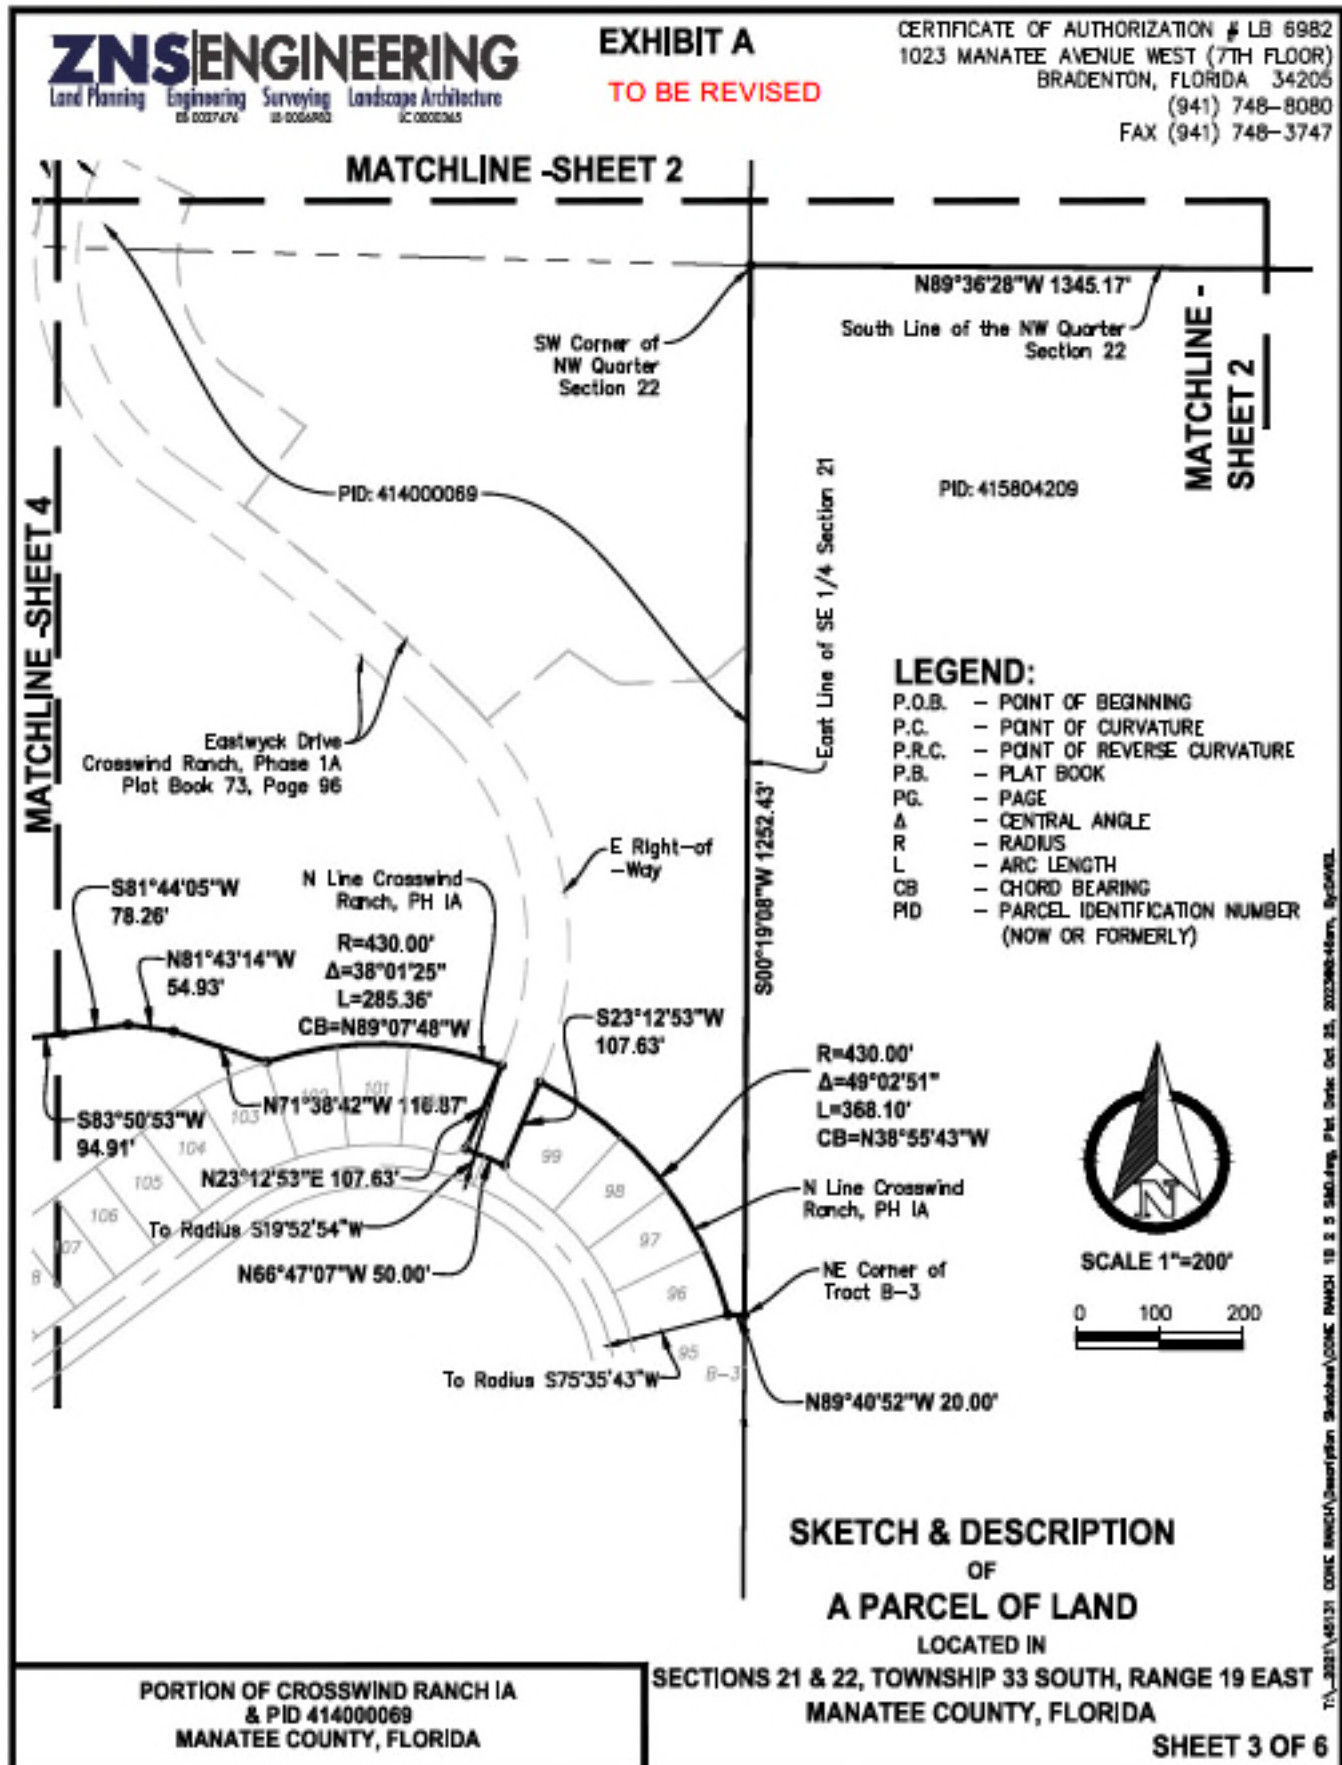 ZNS ENGINEERING
Land Planning Engineering Surveying Landscape Architecture
EXHIBIT A
TO BE REVISED
CERTIFICATE OF AUTHORIZATION # LB 6982
1023 MANATEE AVENUE WEST (7TH FLOOR)
BRADENTON, FLORIDA 34205
(941) 748-8080
FAX (941) 748-3747
MATCHLINE -SHEET 2
N89°36'28"W 1345.17'
South Line of the NW Quarter
Section 22
SW Corner of
NW Quarter
Section 22
MATCHLINE -
SHEET 2
PID: 414000069
PID: 415804209
East Line of SE 1/4 Section 21
MATCHLINE -SHEET 4
LEGEND:
P.O.B. - POINT OF BEGINNING
P.C. - POINT OF CURVATURE
P.R.C. - POINT OF REVERSE CURVATURE
P.B. - PLAT BOOK
PG. - PAGE
Δ - CENTRAL ANGLE
R - RADIUS
L - ARC LENGTH
CB - CHORD BEARING
PID - PARCEL IDENTIFICATION NUMBER
(NOW OR FORMERLY)
Eastwyck Drive
Crosswind Ranch, Phase 1A
Plat Book 73, Page 96
S00°19'08"W 1252.43'
E Right-of
-Way
N Line Crosswind
Ranch, PH IA
S81°44'05"W
78.26'
N81°43'14"W
54.93'
R=430.00'
Δ=38°01'25"
L=285.36'
CB=N89°07'48"W
S23°12'53"W
107.63'
R=430.00'
Δ=49°02'51"
L=368.10'
CB=N38°55'43"W
S83°50'53"W
94.91'
N71°38'42"W 116.87'
N23°12'53"E 107.63'
To Radius S19°52'54"W
N66°47'07"W 50.00'
N Line Crosswind
Ranch, PH IA
NE Corner of
Tract B-3
To Radius S75°35'43"W
N89°40'52"W 20.00'
101
103
104
105
106
107
8
99
98
97
96
95
B-3
N
SCALE 1"=200'
0 100 200
SKETCH & DESCRIPTION
OF
A PARCEL OF LAND
LOCATED IN
SECTIONS 21 & 22, TOWNSHIP 33 SOUTH, RANGE 19 EAST
MANATEE COUNTY, FLORIDA
SHEET 3 OF 6
PORTION OF CROSSWIND RANCH IA
& PID 414000069
MANATEE COUNTY, FLORIDA